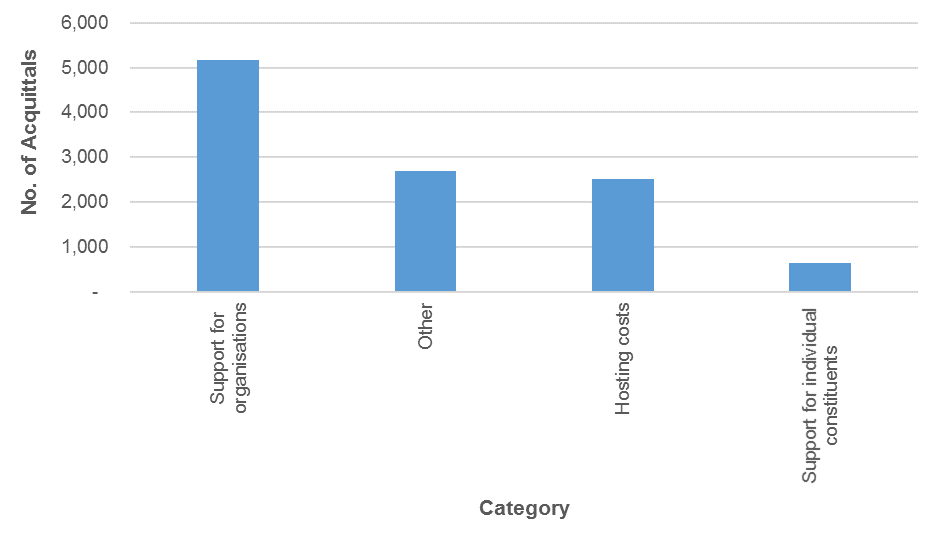 6,000
5,000
4,000
3,000
2,000
1,000
-
No. of Acquittals
Support for
organisations
Other
Hosting costs
Support for individual
constituents
Category